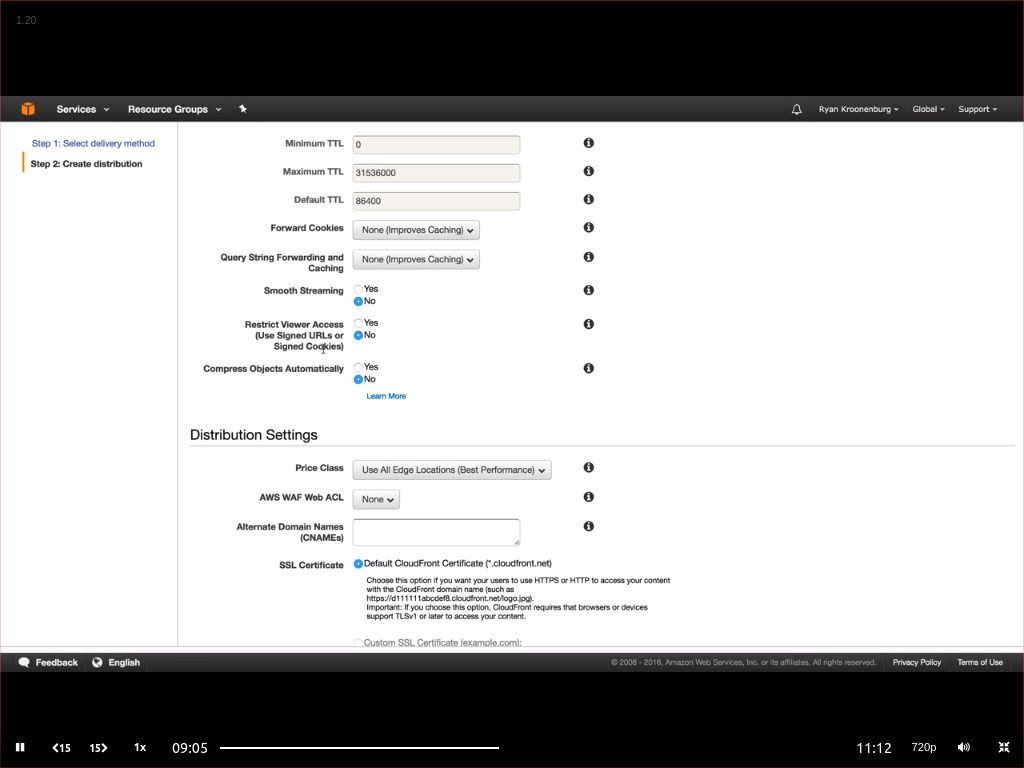 1.20
Services Resource Groups Ryan Kroonenburg Global Support
Step 1: Select delivery method
Step 2: Create distribution
Minimum TTL 0
Maximum TTL 31536000
Default TTL 86400
Forward Cookies None (Improves Caching)
Query String Forwarding and
Caching
None (Improves Caching)
Smooth Streaming
Yes
No
Restrict Viewer Access
(Use Signed URLs or
Signed Cookies)
Yes
No
Compress Objects Automatically
Yes
No
Learn More
Distribution Settings
Price Class Use All Edge Locations (Best Performance)
AWS WAF Web ACL None
Alternate Domain Names
(CNAMEs)
SSL Certificate Default CloudFront Certificate (*.cloudfront.net)
Choose this option if you want your users to use HTTPS or HTTP to access your content
with the CloudFront domain name (such as
https://d111111abcdef8.cloudfront.net/logo.jpg).
Important: If you choose this option, CloudFront requires that browsers or devices
support TLSv1 or later to access your content.
Custom SSL Certificate (example.com):
Feedback English © 2008 - 2016, Amazon Web Services, Inc. or its affiliates. All rights reserved. Privacy Policy Terms of Use
15 15 1x 09:05 11:12 720p